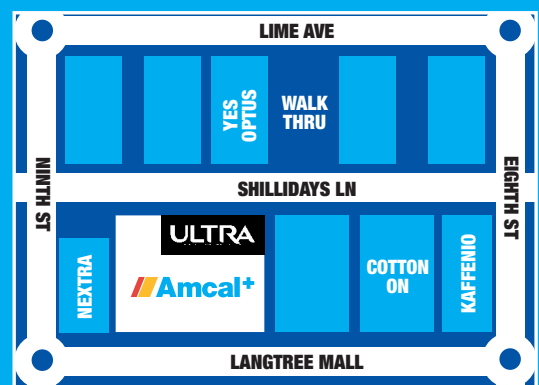 LIME AVE
YES
OPTUS
WALK
THRU
NINTH ST
EIGHTH ST
SHILLIDAYS LN
NEXTRA
ULTRA
Amcal+
COTTON
ON
KAFFENIO
LANGTREE MALL